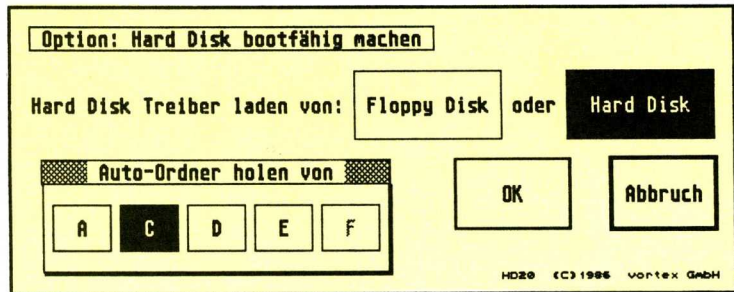 Option: Hard Disk bootfähig machen
Hard Disk Treiber laden von: Floppy Disk oder Hard Disk
Auto-Ordner holen von
A C D E F
OK Abbruch
HD20 (C) 1986 vortex GmbH